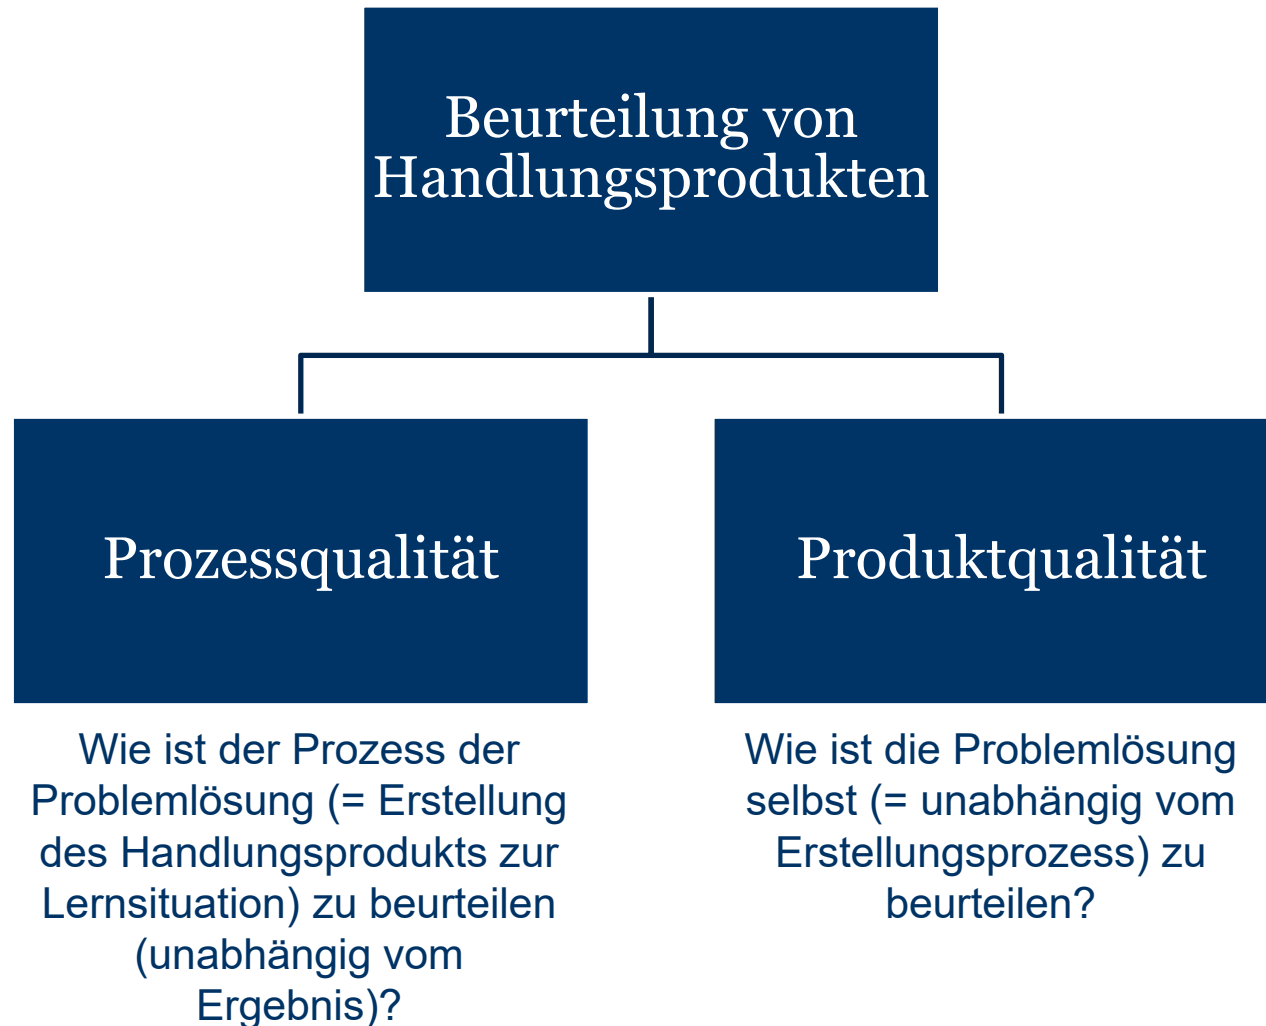 Beurteilung von
Handlungsprodukten
Prozessqualität
Produktqualität
Wie ist der Prozess der
Problemlösung (= Erstellung
des Handlungsprodukts zur
Lernsituation) zu beurteilen
(unabhängig vom
Ergebnis)?
Wie ist die Problemlösung
selbst (= unabhängig vom
Erstellungsprozess) zu
beurteilen?